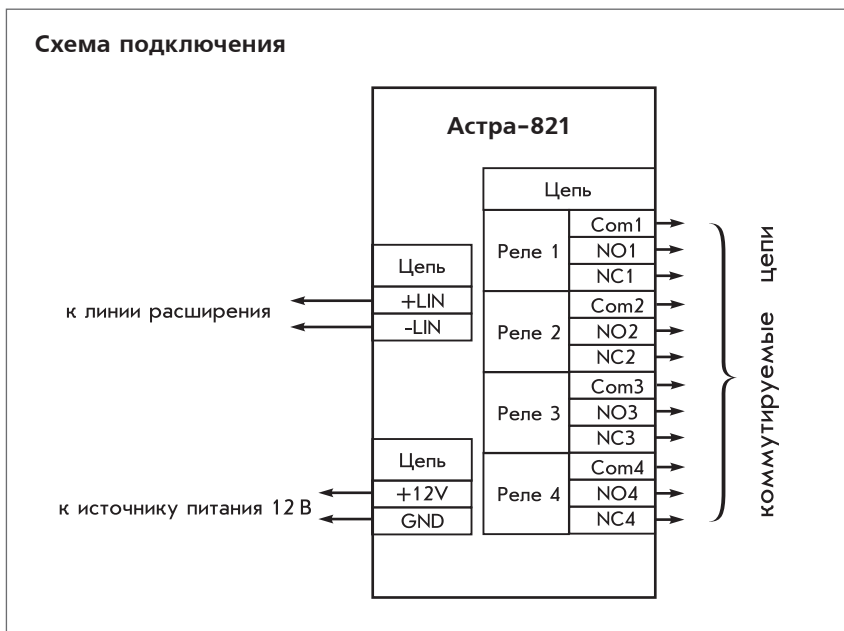 Схема подключения
Астра-821
Цепь
Реле 1
Com1
NO1
NC1
Реле 2
Com2
NO2
NC2
Реле 3
Com3
NO3
NC3
Реле 4
Com4
NO4
NC4
Цепь
+LIN
-LIN
к линии расширения
Цепь
+12V
GND
к источнику питания 12 В
коммутируемые цепи